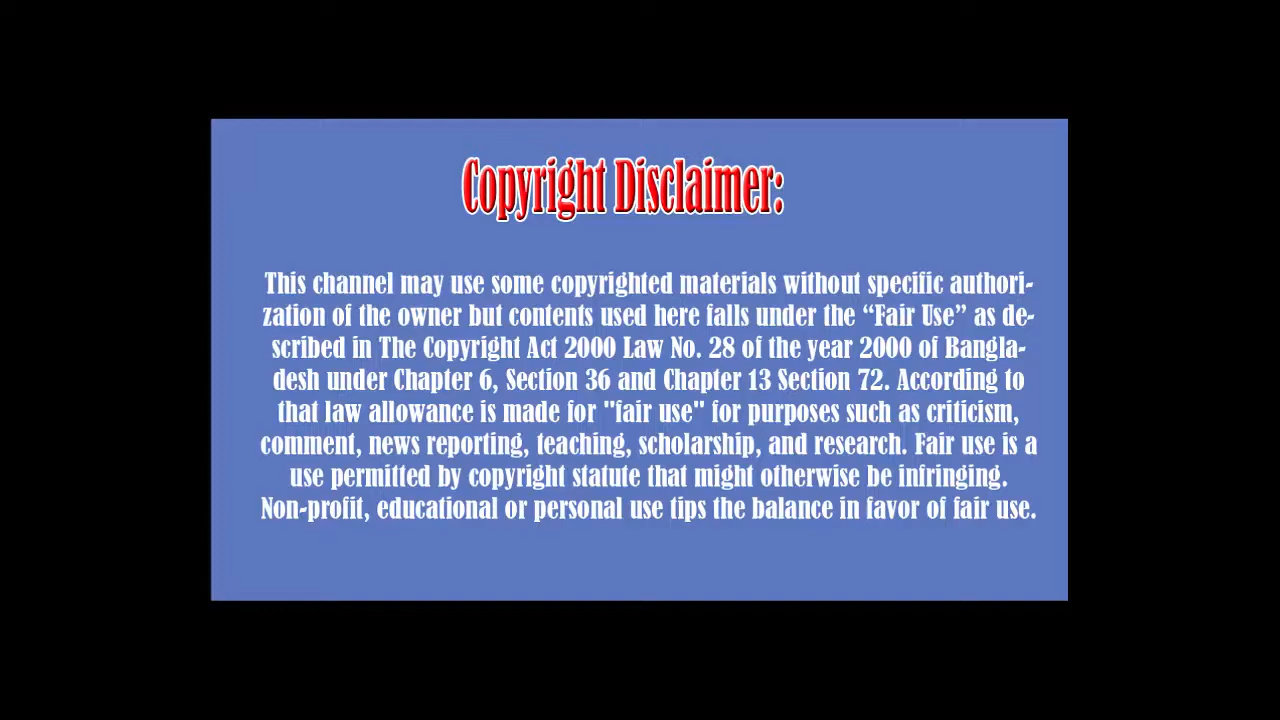 Copyright Disclaimer:
This channel may use some copyrighted materials without specific authori-
zation of the owner but contents used here falls under the “Fair Use” as de-
scribed in The Copyright Act 2000 Law No. 28 of the year 2000 of Bangla-
desh under Chapter 6, Section 36 and Chapter 13 Section 72. According to
that law allowance is made for "fair use" for purposes such as criticism,
comment, news reporting, teaching, scholarship, and research. Fair use is a
use permitted by copyright statute that might otherwise be infringing.
Non-profit, educational or personal use tips the balance in favor of fair use.